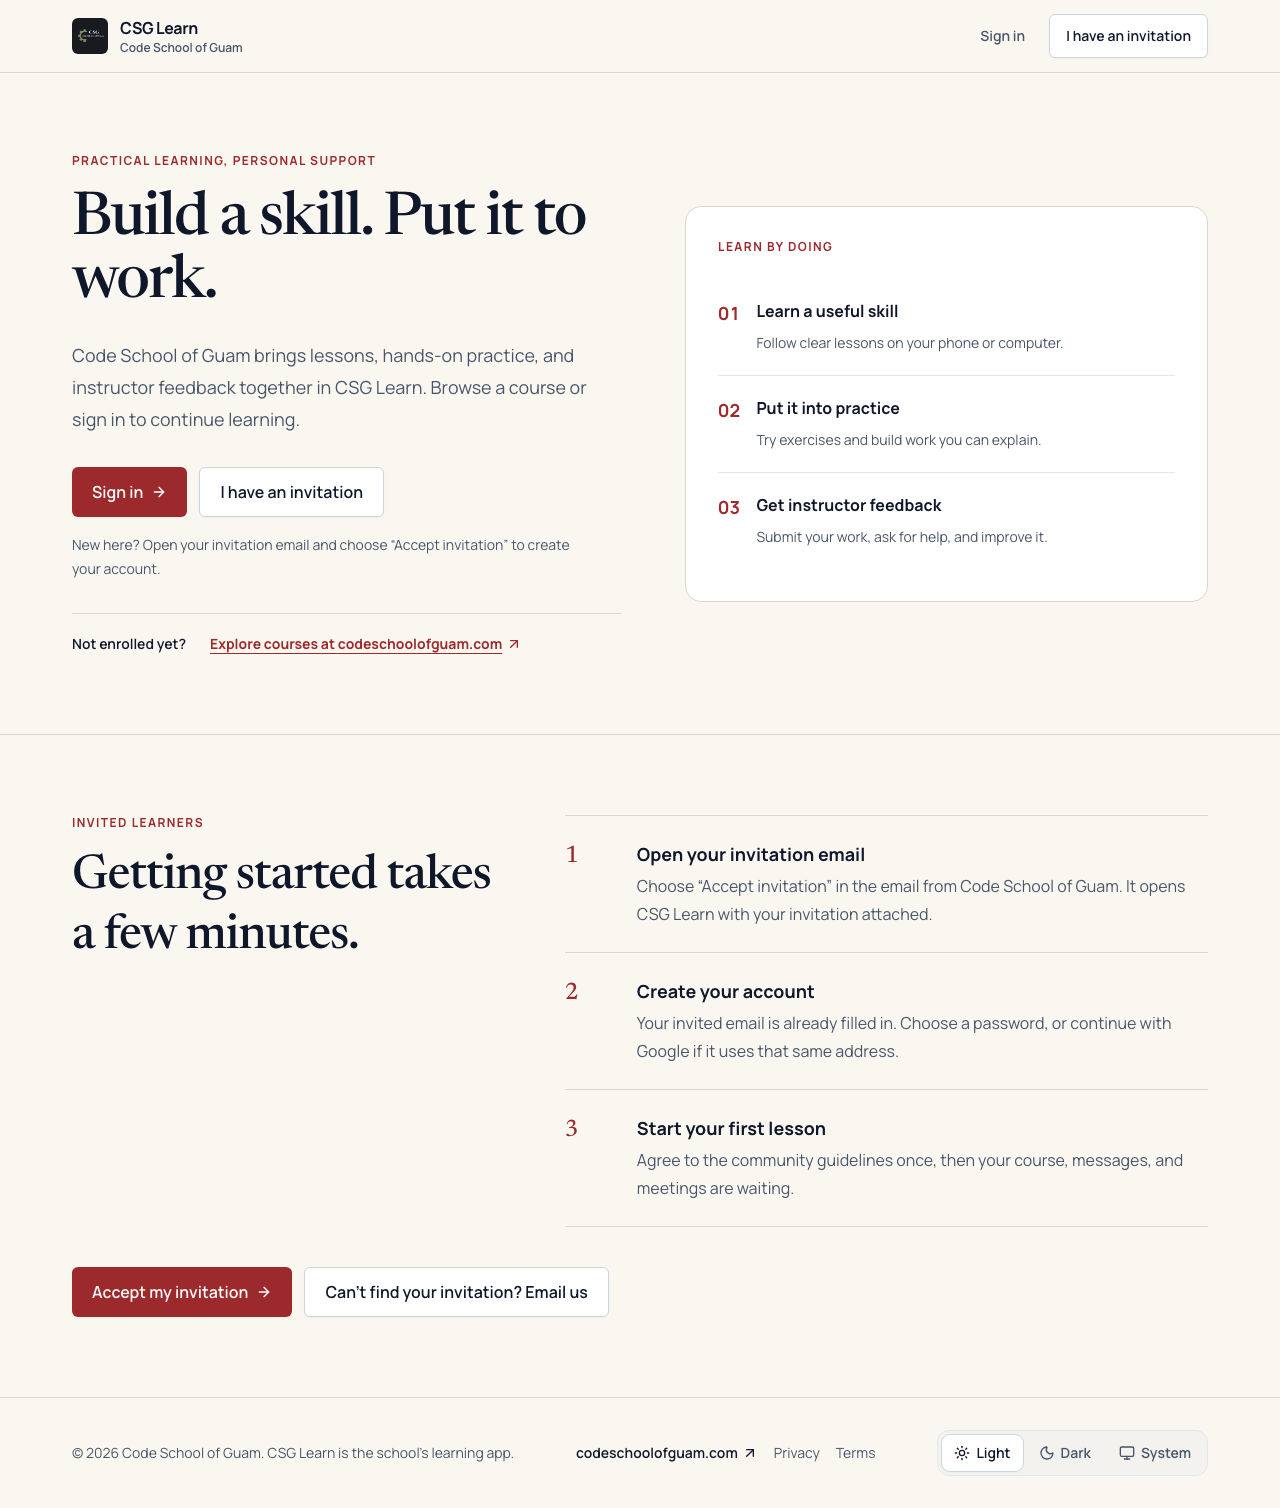 CSG Learn
Code School of Guam
Sign in
I have an invitation
PRACTICAL LEARNING, PERSONAL SUPPORT
Build a skill. Put it to
work.
Code School of Guam brings lessons, hands-on practice, and
instructor feedback together in CSG Learn. Browse a course or
sign in to continue learning.
Sign in
I have an invitation
New here? Open your invitation email and choose “Accept invitation” to create
your account.
Not enrolled yet?
Explore courses at codeschoolofguam.com
LEARN BY DOING
01
Learn a useful skill
Follow clear lessons on your phone or computer.
02
Put it into practice
Try exercises and build work you can explain.
03
Get instructor feedback
Submit your work, ask for help, and improve it.
INVITED LEARNERS
Getting started takes
a few minutes.
1
Open your invitation email
Choose “Accept invitation” in the email from Code School of Guam. It opens
CSG Learn with your invitation attached.
2
Create your account
Your invited email is already filled in. Choose a password, or continue with
Google if it uses that same address.
3
Start your first lesson
Agree to the community guidelines once, then your course, messages, and
meetings are waiting.
Accept my invitation
Can’t find your invitation? Email us
© 2026 Code School of Guam. CSG Learn is the school’s learning app.
codeschoolofguam.com
Privacy
Terms
Light
Dark
System